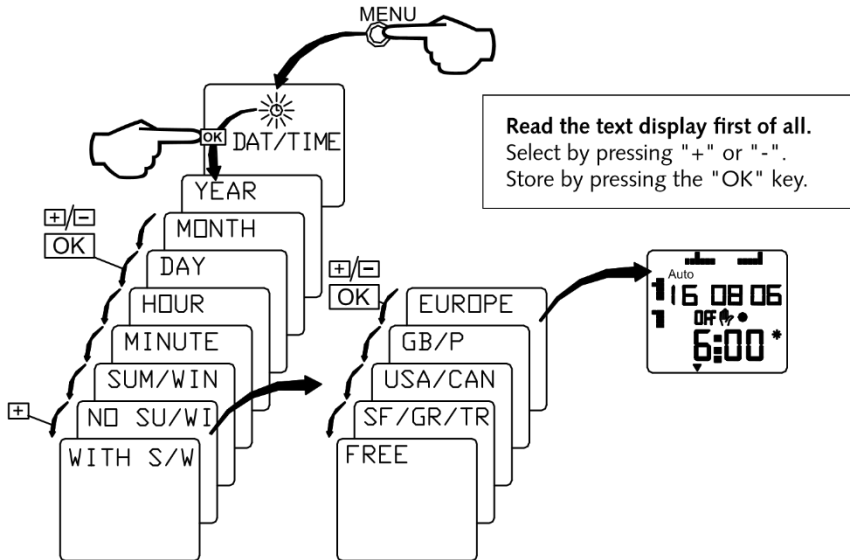 MENU
DAT/TIME
OK
YEAR
MONTH
DAY
HOUR
MINUTE
SUM/WIN
NO SU/WI
WITH S/W
+/-
OK
+
+/-
OK
EUROPE
GB/P
USA/CAN
SF/GR/TR
FREE
Read the text display first of all.
Select by pressing "+" or "-".
Store by pressing the "OK" key.
Auto
16 08 06
OFF
6:00